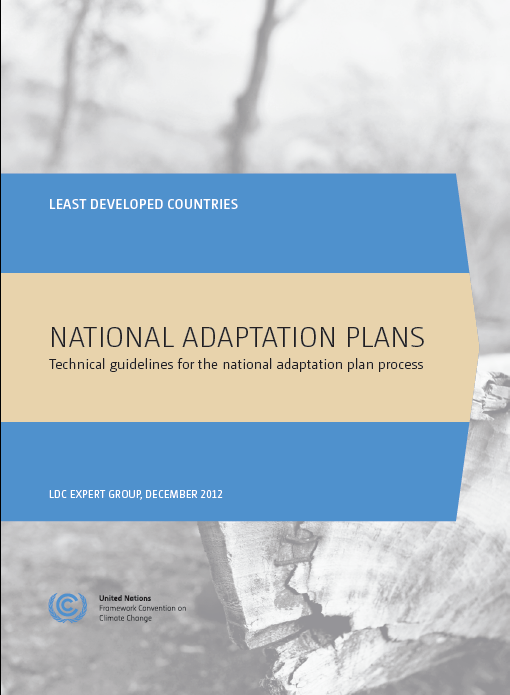 LEAST DEVELOPED COUNTRIES
NATIONAL ADAPTATION PLANS
Technical guidelines for the national adaptation plan process
LDC EXPERT GROUP, DECEMBER 2012
United Nations
Framework Convention on
Climate Change